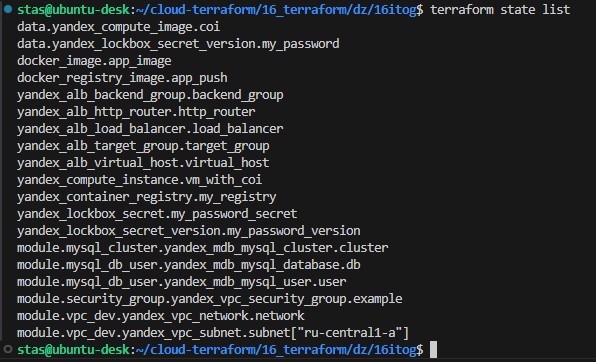 stas@ubuntu-desk:~/cloud-terraform/16_terraform/dz/16itog$ terraform state list
data.yandex_compute_image.coi
data.yandex_lockbox_secret_version.my_password
docker_image.app_image
docker_registry_image.app_push
yandex_alb_backend_group.backend_group
yandex_alb_http_router.http_router
yandex_alb_load_balancer.load_balancer
yandex_alb_target_group.target_group
yandex_alb_virtual_host.virtual_host
yandex_compute_instance.vm_with_coi
yandex_container_registry.my_registry
yandex_lockbox_secret.my_password_secret
yandex_lockbox_secret_version.my_password_version
module.mysql_cluster.yandex_mdb_mysql_cluster.cluster
module.mysql_db_user.yandex_mdb_mysql_database.db
module.mysql_db_user.yandex_mdb_mysql_user.user
module.security_group.yandex_vpc_security_group.example
module.vpc_dev.yandex_vpc_network.network
module.vpc_dev.yandex_vpc_subnet.subnet["ru-central1-a"]
stas@ubuntu-desk:~/cloud-terraform/16_terraform/dz/16itog$